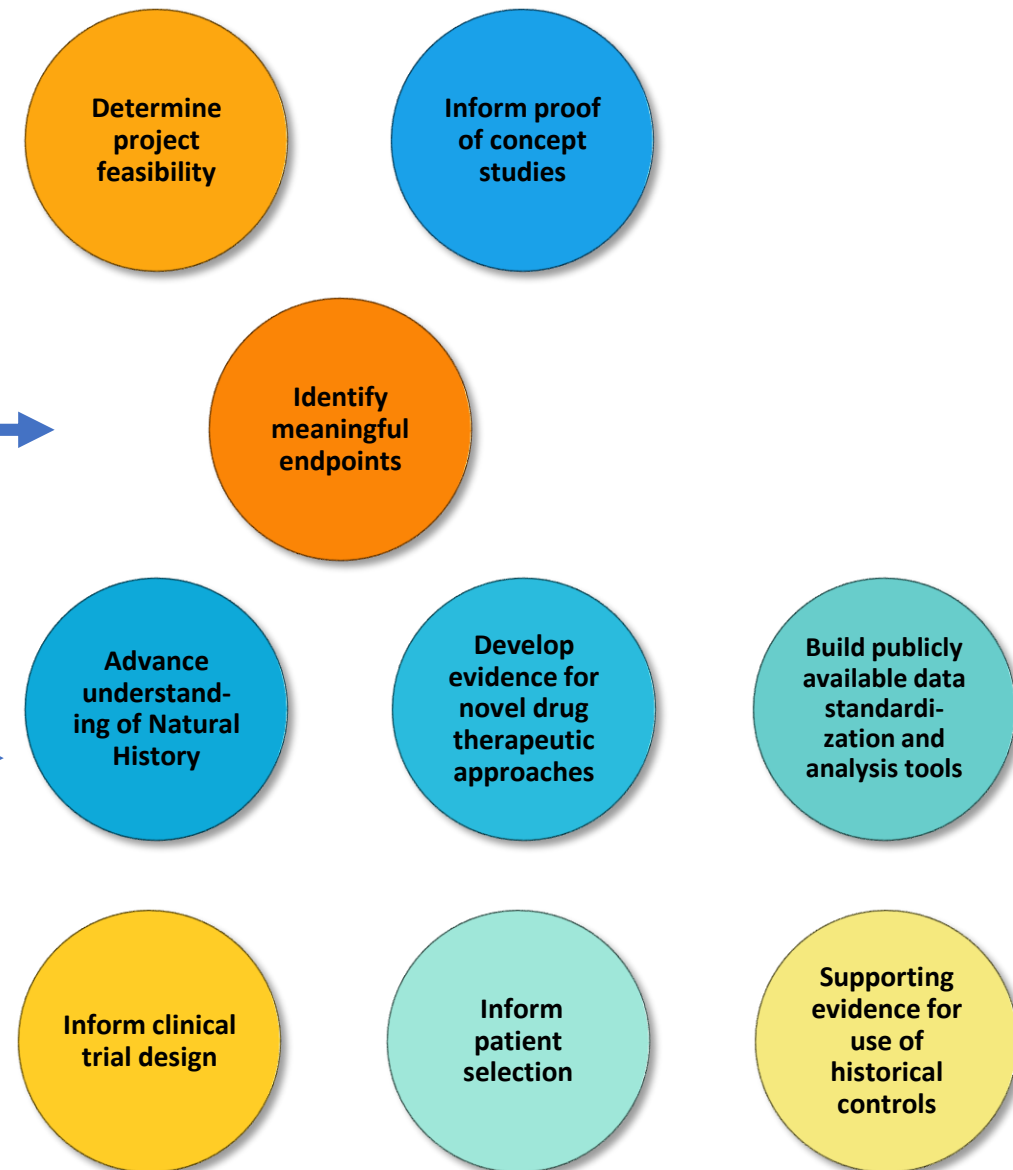 Determine
project
feasibility
Inform proof
of concept
studies
Identify
meaningful
endpoints
Advance
understand-
ing of Natural
History
Develop
evidence for
novel drug
therapeutic
approaches
Build publicly
available data
standardi-
zation and
analysis tools
Inform clinical
trial design
Inform
patient
selection
Supporting
evidence for
use of
historical
controls